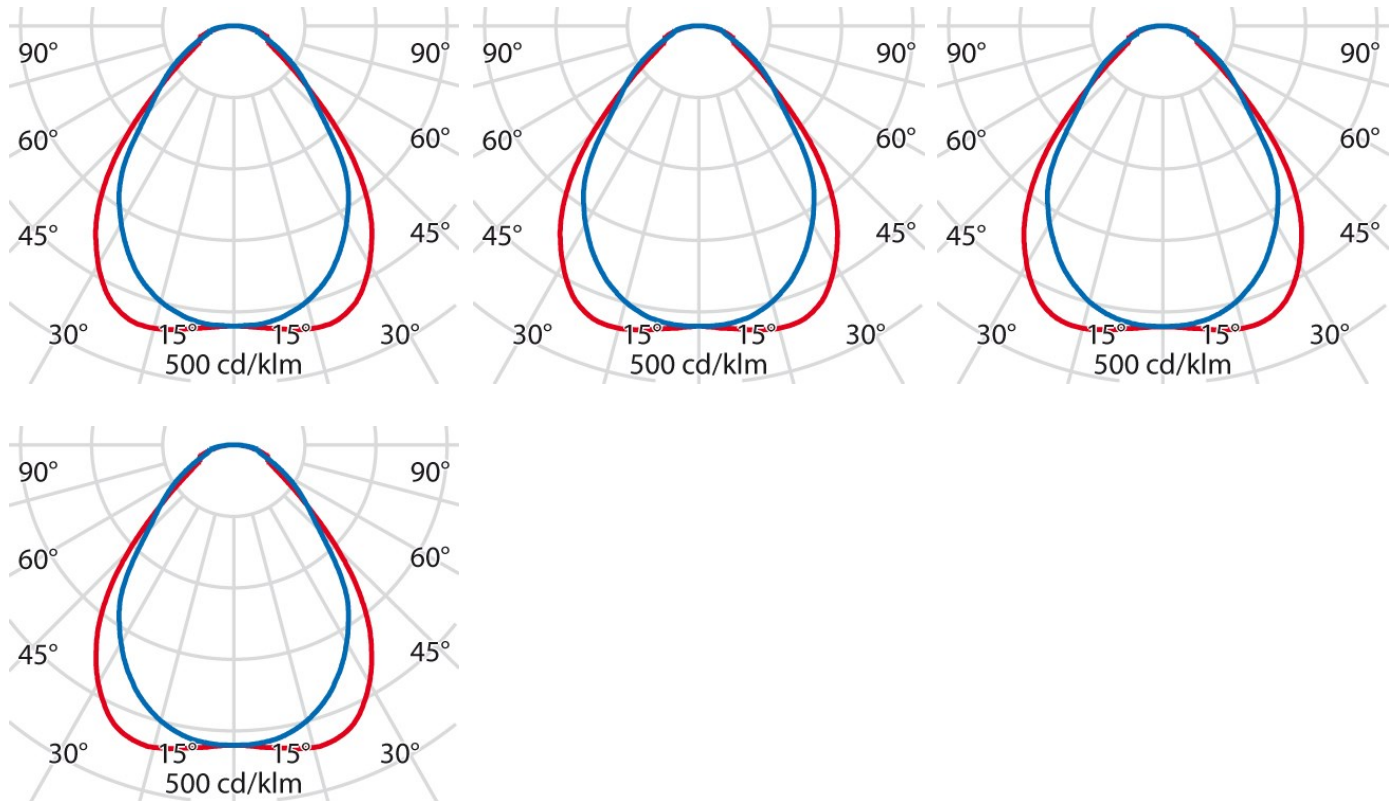 90° 90° 90° 90° 90° 90°
60° 60° 60° 60° 60° 60°
45° 45° 45° 45° 45° 45°
30° 15° 15° 30° 30° 15° 15° 30° 30° 15° 15° 30°
500 cd/klm 500 cd/klm 500 cd/klm
90° 90°
60° 60°
45° 45°
30° 15° 15° 30°
500 cd/klm